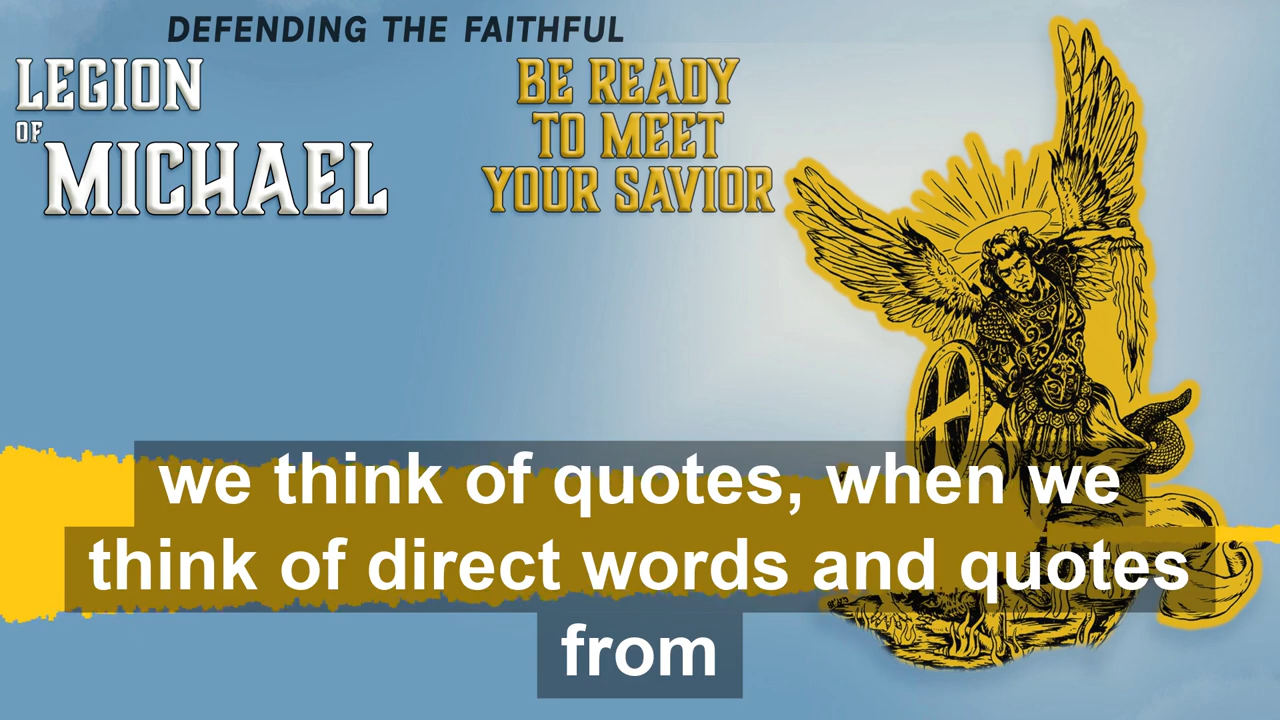 DEFENDING THE FAITHFUL
LEGION
OF
MICHAEL
BE READY
TO MEET
YOUR SAVIOR
we think of quotes, when we
think of direct words and quotes
from